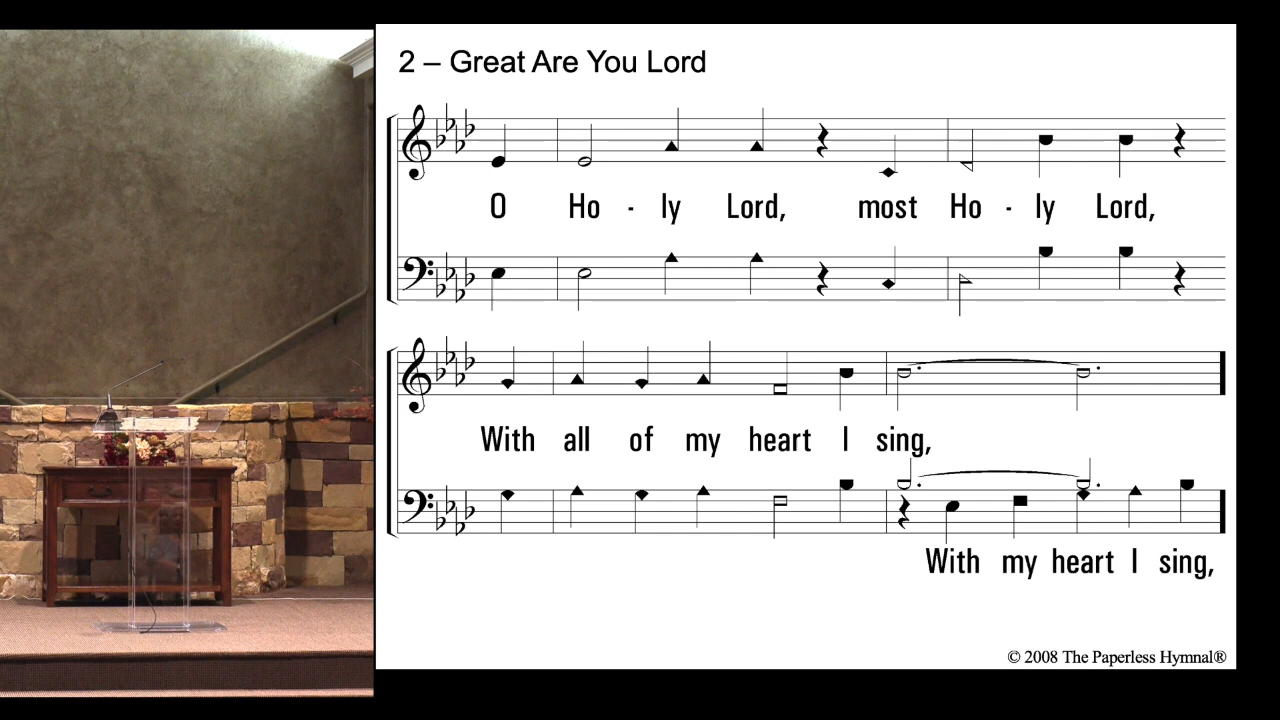 2 – Great Are You Lord
O Ho - ly Lord, most Ho - ly Lord,
With all of my heart I sing,
With my heart I sing,
© 2008 The Paperless Hymnal®